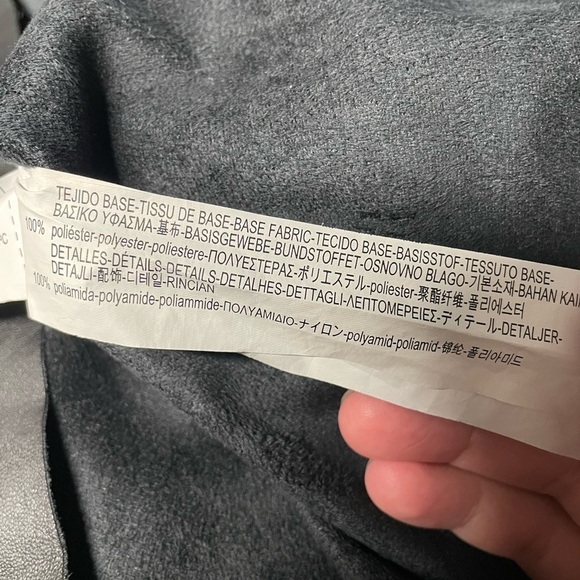 TEJIDO BASE-TISSU DE BASE-BASE FABRIC-TECIDO BASE-BASISSTOF-TESSUTO BASE-
ΒΑΣΙΚΟ ΥΦΑΣΜΑ-基布-BASISGEWEBE-BUNDSTOFFET-OSNOVNO BLAGO-기본소재-BAHAN KAIN
100% poliéster-polyester-poliestere-ΠΟΛΥΕΣΤΕΡΑΣ-ポリエステル-poliester-聚酯纤维-폴리에스터
DETALLES-DÉTAILS-DETAILS-DETALHES-DETTAGLI-ΛΕΠΤΟΜΕΡΕΙΕΣ-ディテール-DETALJER-
DETAJLI-配饰-디테일-RINCIAN
100% poliamida-polyamide-poliammide-ΠΟΛΥΑΜΙΔΙΟ-ナイロン-polyamid-poliamid-锦纶-폴리아미드